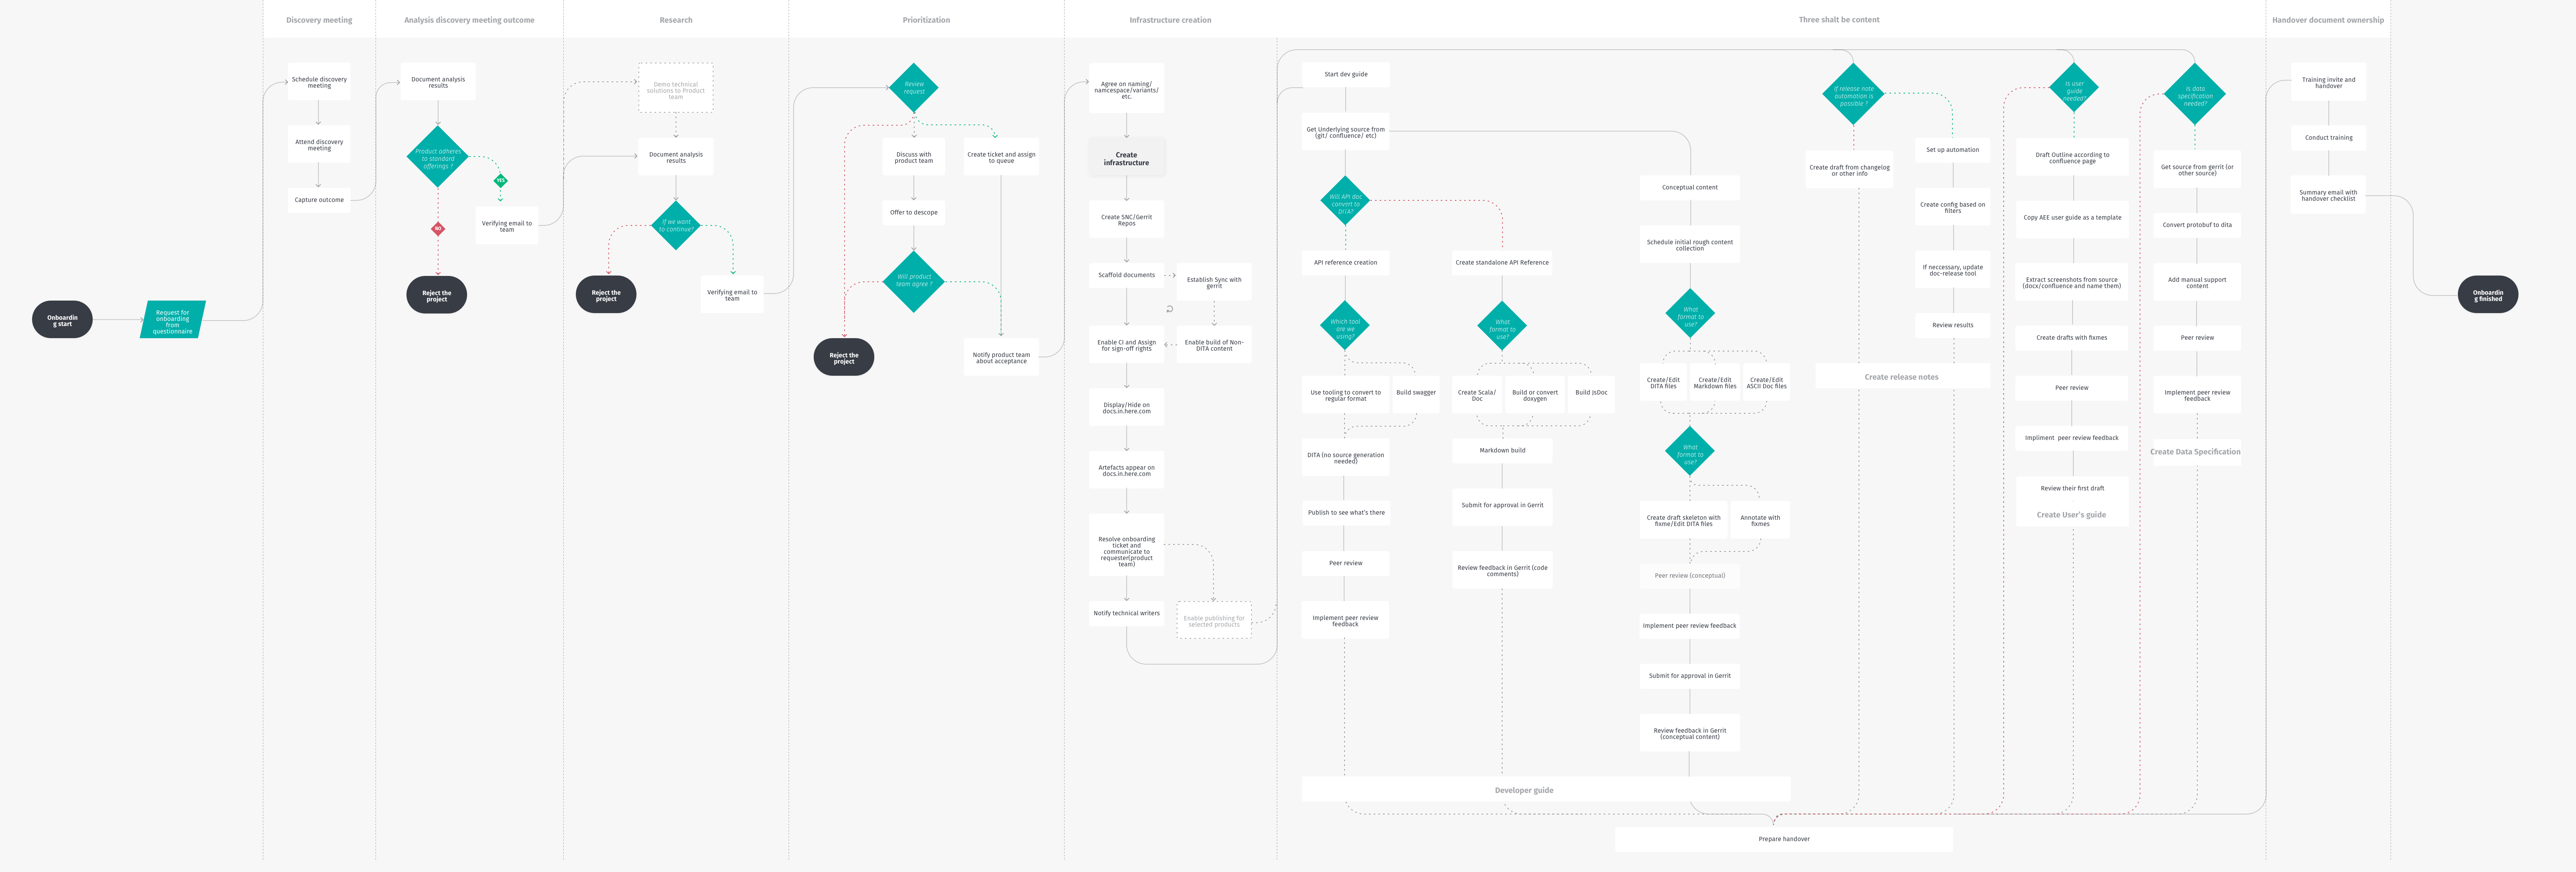 Discovery meeting
Analysis discovery meeting outcome
Research
Prioritization
Infrastructure creation
Three shalt be content
Handover document ownership
Onboardin
g start
Request for
onboarding
from
questionnaire
Schedule discovery
meeting
Attend discovery
meeting
Capture outcome
Document analysis
results
Product adheres
to standard
offerings ?
YES
NO
Verifying email to
team
Reject the
project
Demo technical
solutions to Product
team
Document analysis
results
If we want
to continue?
Reject the
project
Verifying email to
team
Review
request
Discuss with
product team
Create ticket and assign
to queue
Offer to descope
Will product
team agree ?
Reject the
project
Notify product team
about acceptance
Agree on naming/
namcespace/variants/
etc.
Create
infrastructure
Create SNC/Gerrit
Repos
Scaffold documents
Establish Sync with
gerrit
Enable CI and Assign
for sign-off rights
Enable build of Non-
DITA content
Display/Hide on
docs.in.here.com
Artefacts appear on
docs.in.here.com
Resolve onboarding
ticket and
communicate to
requester(product
team)
Notify technical writers
Enable publishing for
selected products
Start dev guide
Get Underlying source from
(git/ confluence/ etc)
Will API doc
convert to
DITA?
API reference creation
Create standalone API Reference
Which tool
are we
using?
What
format to
use?
Use tooling to convert to
regular format
Build swagger
Create Scala/
Doc
Build or convert
doxygen
Build JsDoc
DITA (no source generation
needed)
Markdown build
Publish to see what's there
Submit for approval in Gerrit
Peer review
Review feedback in Gerrit (code
comments)
Implement peer review
feedback
Conceptual content
Schedule initial rough content
collection
What
format to
use?
Create/Edit
DITA files
Create/Edit
Markdown files
Create/Edit
ASCII Doc files
What
format to
use?
Create draft skeleton with
fixme/Edit DITA files
Annotate with
fixmes
Peer review (conceptual)
Implement peer review feedback
Submit for approval in Gerrit
Review feedback in Gerrit
(conceptual content)
Developer guide
If release note
automation is
possible ?
Create draft from changelog
or other info
Set up automation
Create config based on
filters
If neccessary, update
doc-release tool
Review results
Create release notes
Is user
guide
needed?
Draft Outline according to
confluence page
Copy AEE user guide as a template
Extract screenshots from source
(docx/confluence and name them)
Create drafts with fixmes
Peer review
Impliment  peer review feedback
Review their first draft
Create User's guide
Is data
specification
needed?
Get source from gerrit (or
other source)
Convert protobuf to dita
Add manual support
content
Peer review
Implement peer review
feedback
Create Data Specification
Prepare handover
Training invite and
handover
Conduct training
Summary email with
handover checklist
Onboardin
g finished